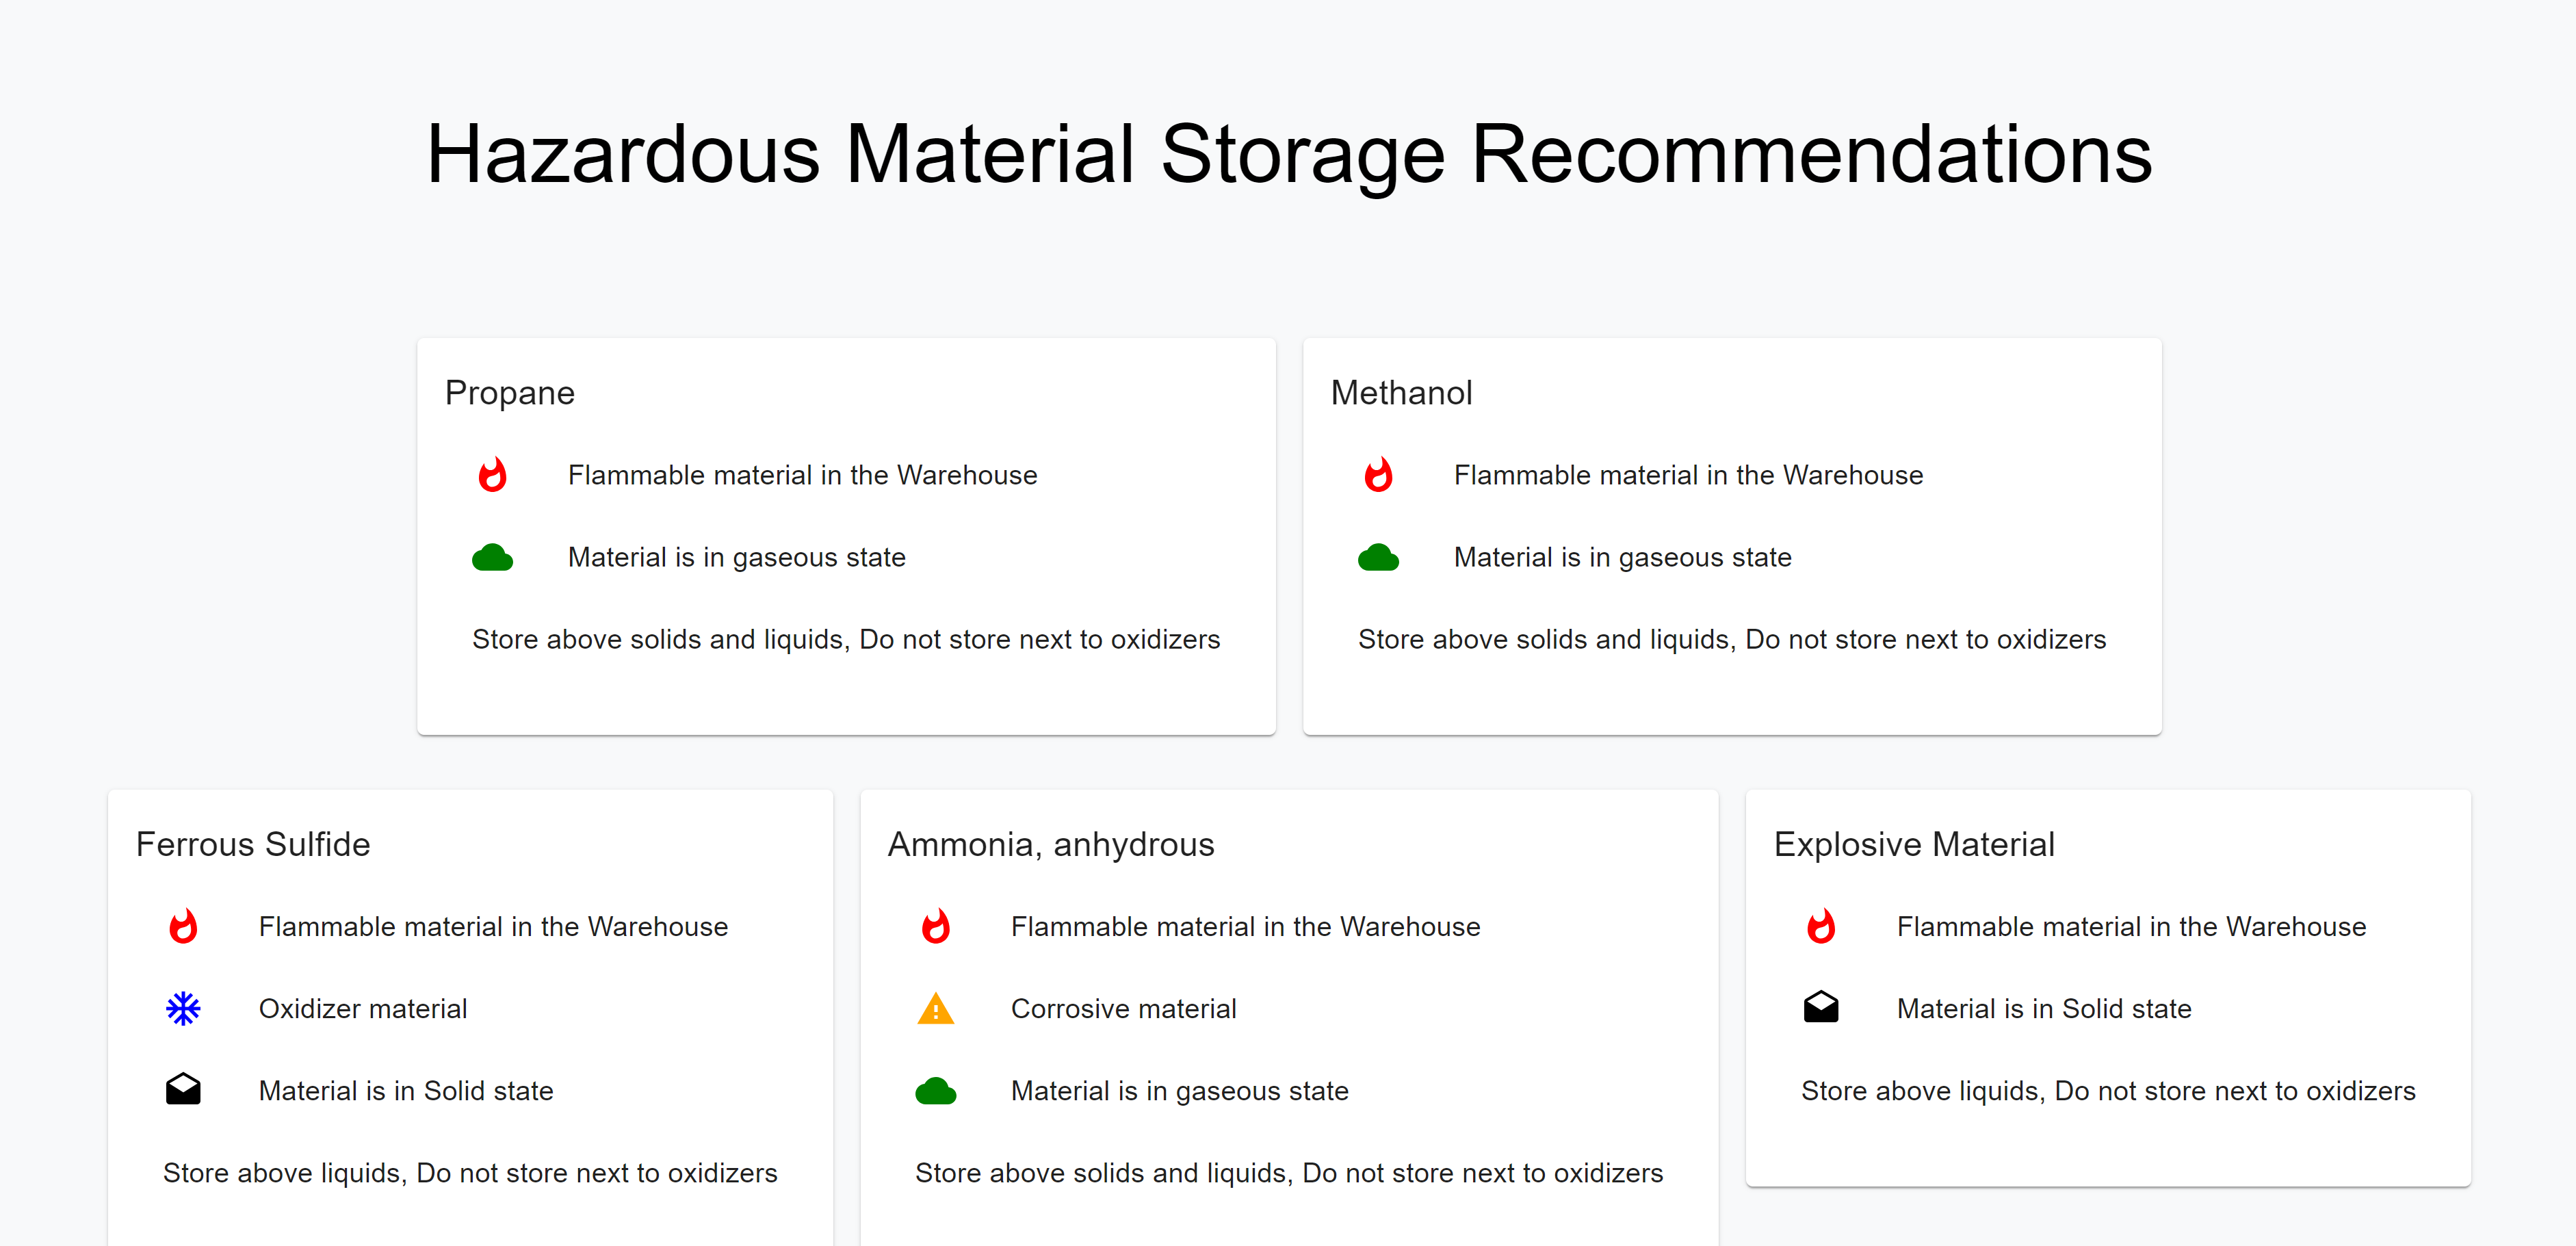 Hazardous Material Storage Recommendations
Propane
Flammable material in the Warehouse
Material is in gaseous state
Store above solids and liquids, Do not store next to oxidizers
Methanol
Flammable material in the Warehouse
Material is in gaseous state
Store above solids and liquids, Do not store next to oxidizers
Ferrous Sulfide
Flammable material in the Warehouse
Oxidizer material
Material is in Solid state
Store above liquids, Do not store next to oxidizers
Ammonia, anhydrous
Flammable material in the Warehouse
Corrosive material
Material is in gaseous state
Store above solids and liquids, Do not store next to oxidizers
Explosive Material
Flammable material in the Warehouse
Material is in Solid state
Store above liquids, Do not store next to oxidizers